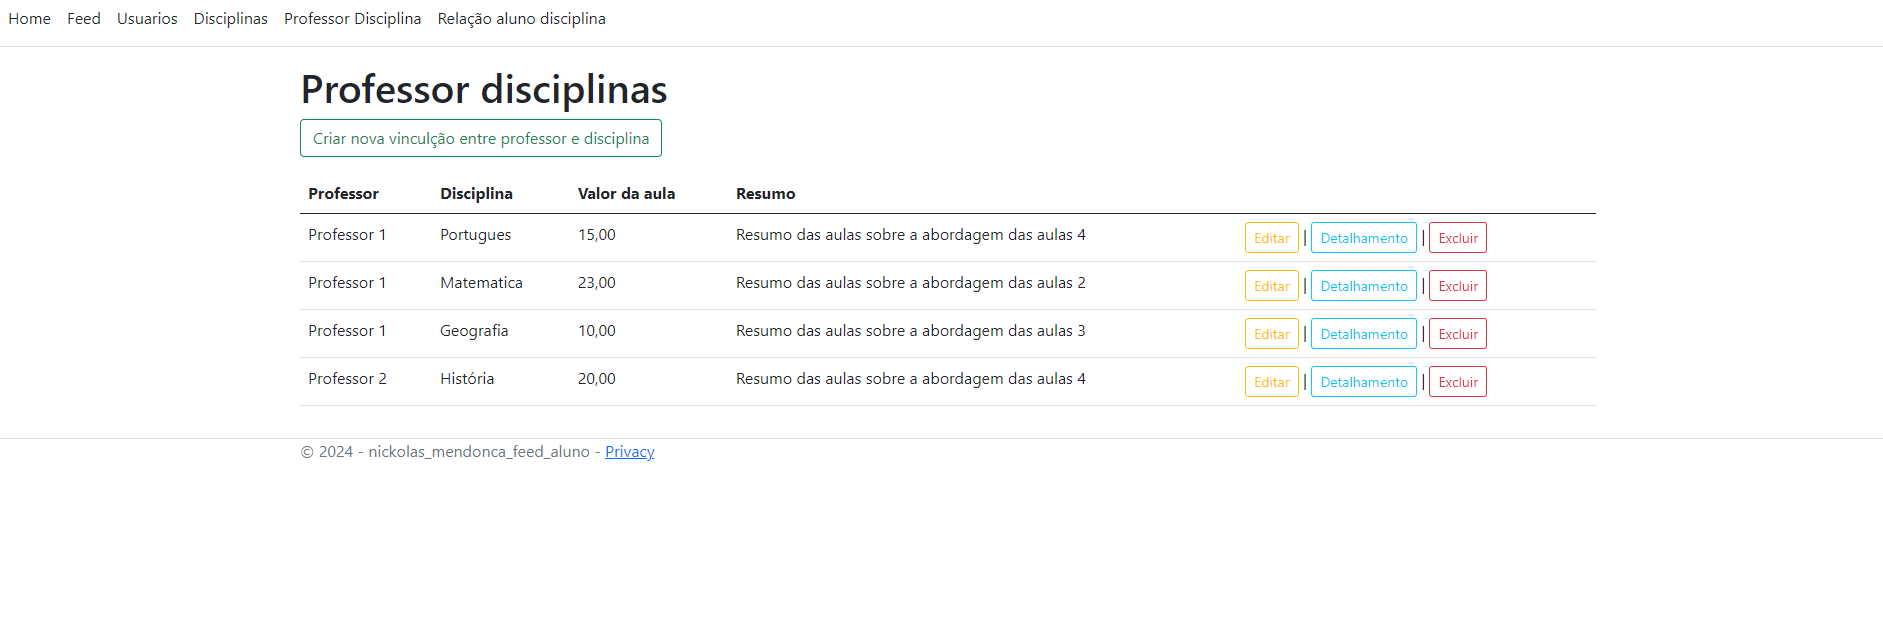 Home Feed Usuarios Disciplinas Professor Disciplina Relação aluno disciplina
Professor disciplinas
Criar nova vinculção entre professor e disciplina
Professor Disciplina Valor da aula Resumo
Professor 1 Portugues 15,00 Resumo das aulas sobre a abordagem das aulas 4 Editar | Detalhamento | Excluir
Professor 1 Matematica 23,00 Resumo das aulas sobre a abordagem das aulas 2 Editar | Detalhamento | Excluir
Professor 1 Geografia 10,00 Resumo das aulas sobre a abordagem das aulas 3 Editar | Detalhamento | Excluir
Professor 2 História 20,00 Resumo das aulas sobre a abordagem das aulas 4 Editar | Detalhamento | Excluir
© 2024 - nickolas_mendonca_feed_aluno - Privacy